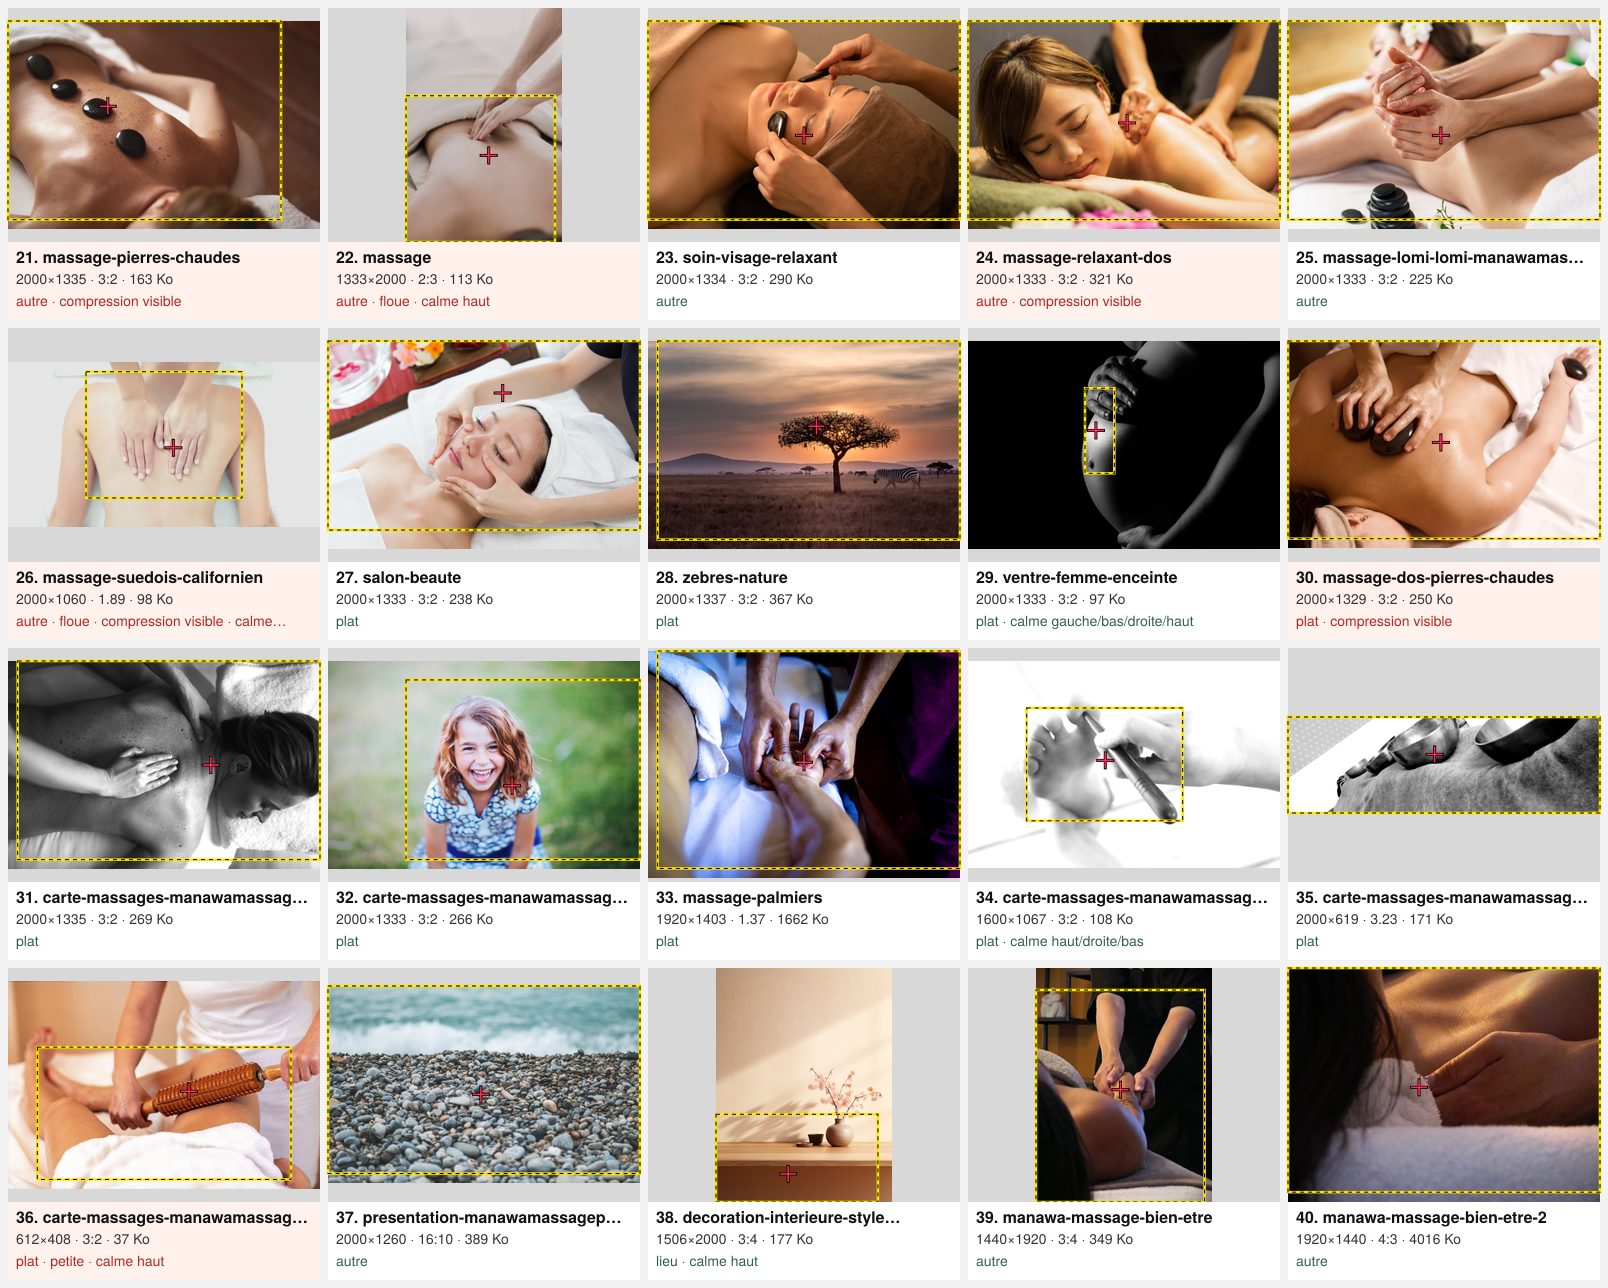 21. massage-pierres-chaudes
2000×1335 · 3:2 · 163 Ko
autre · compression visible
22. massage
1333×2000 · 2:3 · 113 Ko
autre · floue · calme haut
23. soin-visage-relaxant
2000×1334 · 3:2 · 290 Ko
autre
24. massage-relaxant-dos
2000×1333 · 3:2 · 321 Ko
autre · compression visible
25. massage-lomi-lomi-manawamas…
2000×1333 · 3:2 · 225 Ko
autre
26. massage-suedois-californien
2000×1060 · 1.89 · 98 Ko
autre · floue · compression visible · calme…
27. salon-beaute
2000×1333 · 3:2 · 238 Ko
plat
28. zebres-nature
2000×1337 · 3:2 · 367 Ko
plat
29. ventre-femme-enceinte
2000×1333 · 3:2 · 97 Ko
plat · calme gauche/bas/droite/haut
30. massage-dos-pierres-chaudes
2000×1329 · 3:2 · 250 Ko
plat · compression visible
31. carte-massages-manawamassag…
2000×1335 · 3:2 · 269 Ko
plat
32. carte-massages-manawamassag…
2000×1333 · 3:2 · 266 Ko
plat
33. massage-palmiers
1920×1403 · 1.37 · 1662 Ko
plat
34. carte-massages-manawamassag…
1600×1067 · 3:2 · 108 Ko
plat · calme haut/droite/bas
35. carte-massages-manawamassag…
2000×619 · 3.23 · 171 Ko
plat
36. carte-massages-manawamassag…
612×408 · 3:2 · 37 Ko
plat · petite · calme haut
37. presentation-manawamassagep…
2000×1260 · 16:10 · 389 Ko
autre
38. decoration-interieure-style…
1506×2000 · 3:4 · 177 Ko
lieu · calme haut
39. manawa-massage-bien-etre
1440×1920 · 3:4 · 349 Ko
autre
40. manawa-massage-bien-etre-2
1920×1440 · 4:3 · 4016 Ko
autre